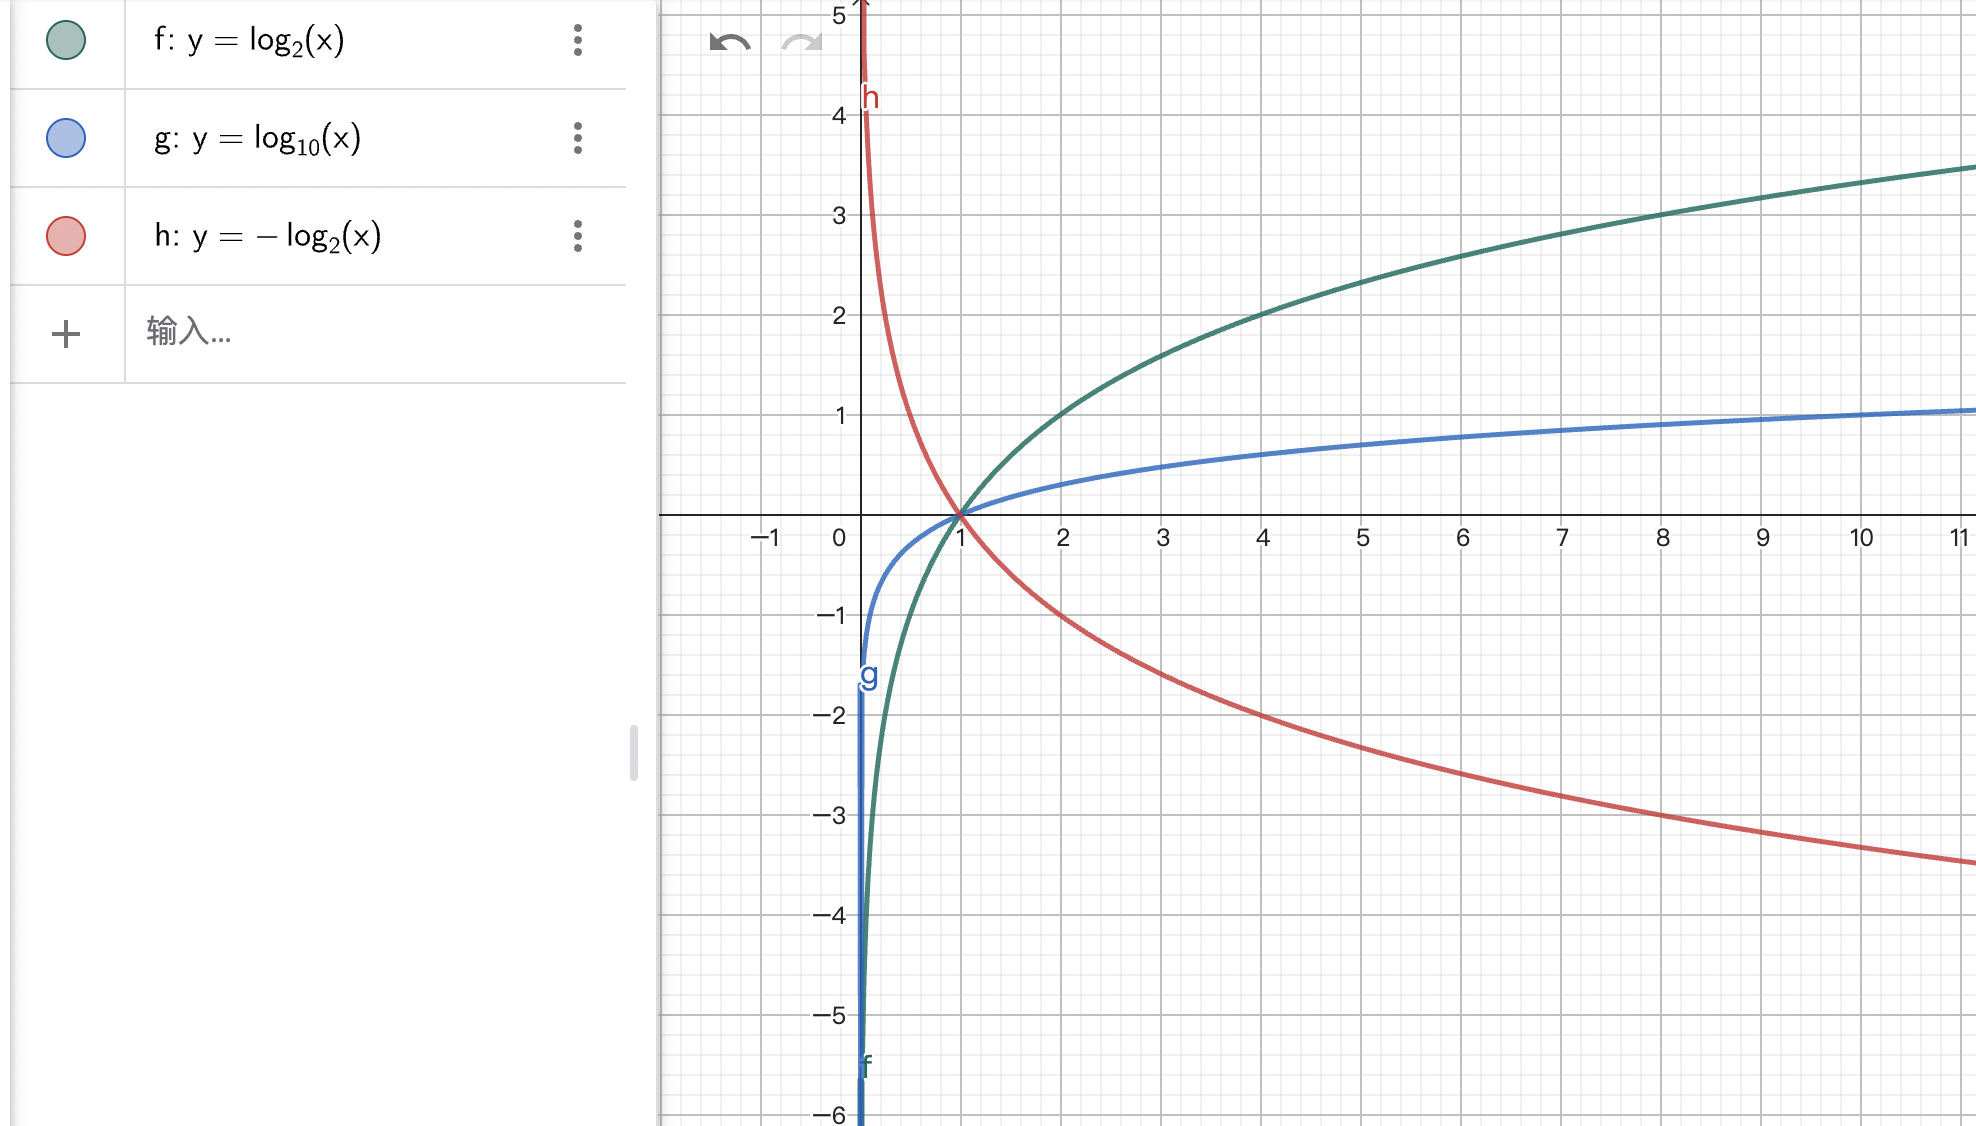 f: y = log₂(x)
g: y = log₁₀(x)
h: y = − log₂(x)
输入...
5
h
4
3
2
1
−1 0 1 2 3 4 5 6 7 8 9 10 11
−1
g
−2
−3
−4
−5
f
−6